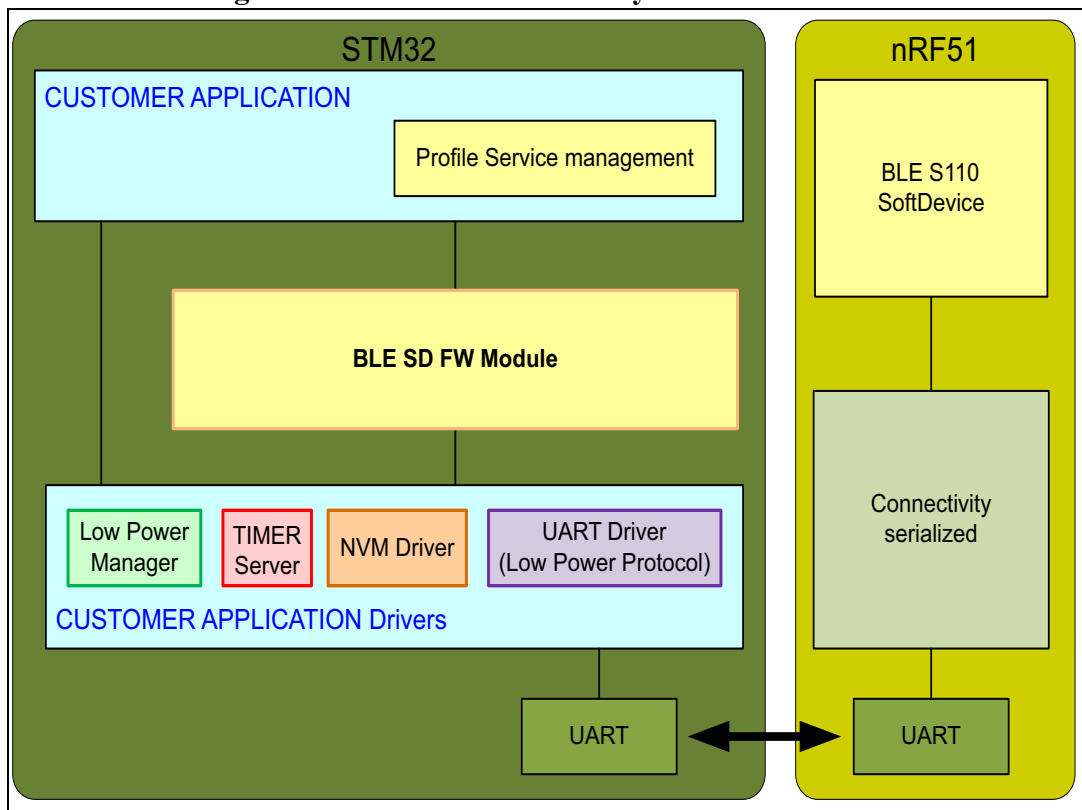 STM32
CUSTOMER APPLICATION
Profile Service management
BLE SD FW Module
Low Power
Manager
TIMER
Server
NVM Driver
UART Driver
(Low Power Protocol)
CUSTOMER APPLICATION Drivers
UART
nRF51
BLE S110
SoftDevice
Connectivity
serialized
UART